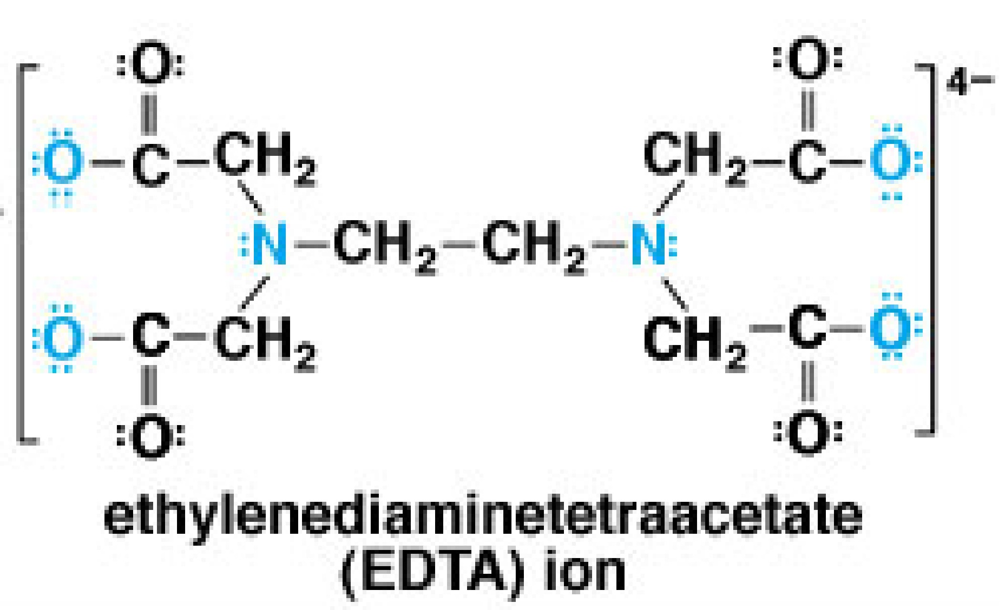 :O: :O: 4–
:O–C–CH2 CH2–C–O:
:N–CH2–CH2–N:
:O–C–CH2 CH2–C–O:
:O: :O:
ethylenediaminetetraacetate
(EDTA) ion